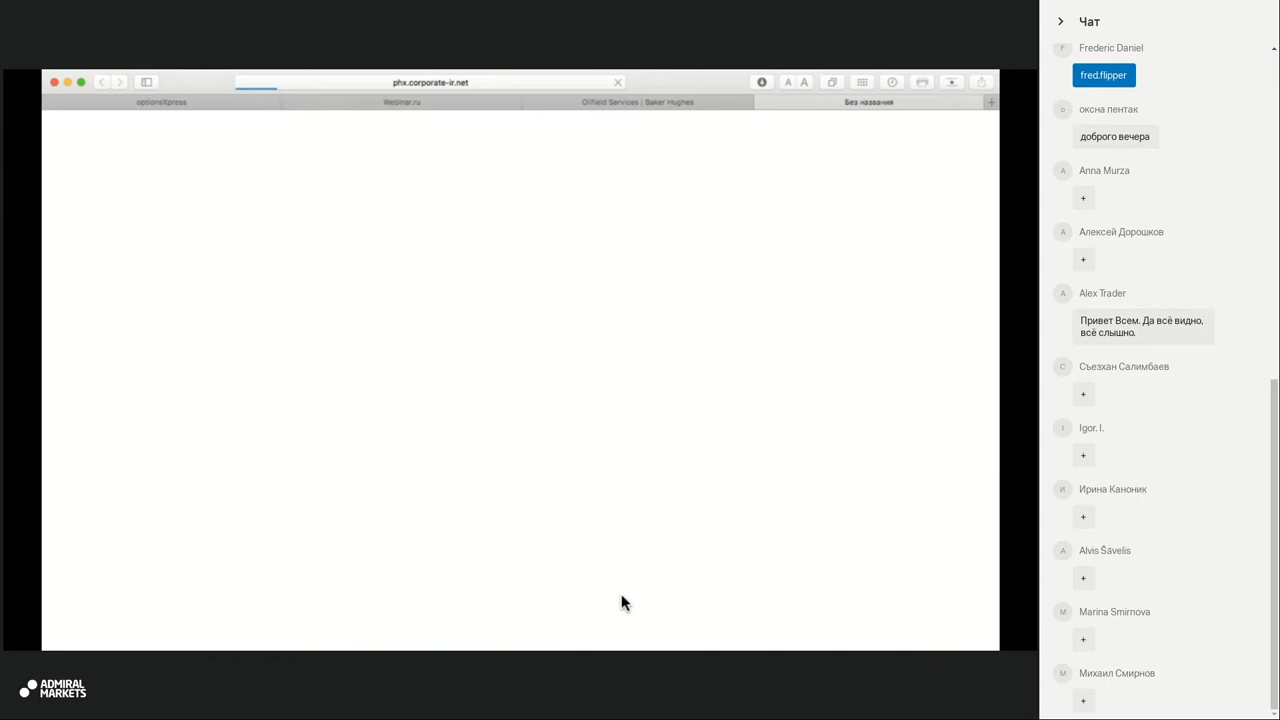 phx.corporate-ir.net
A A
optionsXpress
Webinar.ru
Oilfield Services | Baker Hughes
Без названия
+
Чат
F
Frederic Daniel
fred.flipper
о
оксна пентак
доброго вечера
A
Anna Murza
+
А
Алексей Дорошков
+
A
Alex Trader
Привет Всем. Да всё видно,
всё слышно.
С
Съезхан Салимбаев
+
I
Igor. I.
+
И
Ирина Каноник
+
A
Alvis Šāvelis
+
M
Marina Smirnova
+
М
Михаил Смирнов
+
ADMIRAL
MARKETS